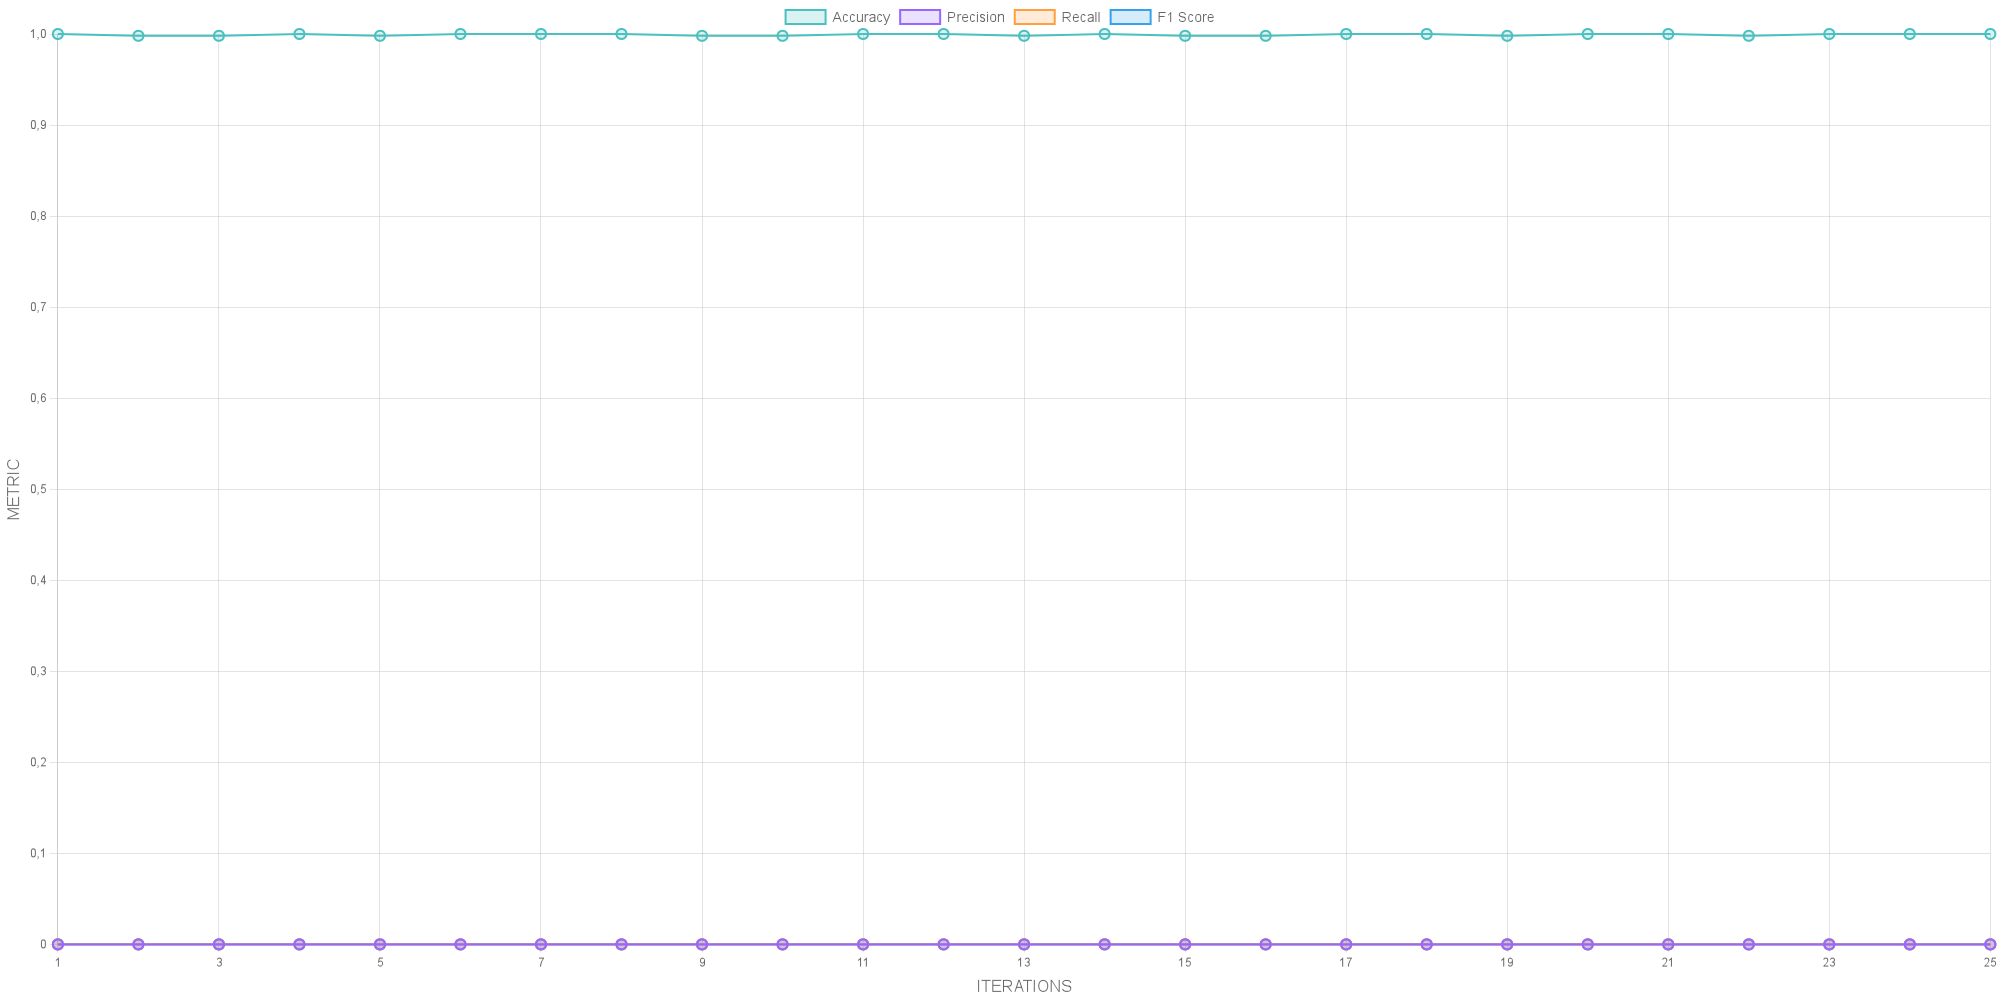 Accuracy Precision Recall F1 Score
1,0
0,9
0,8
0,7
0,6
0,5
0,4
0,3
0,2
0,1
0
METRIC
1 3 5 7 9 11 13 15 17 19 21 23 25
ITERATIONS